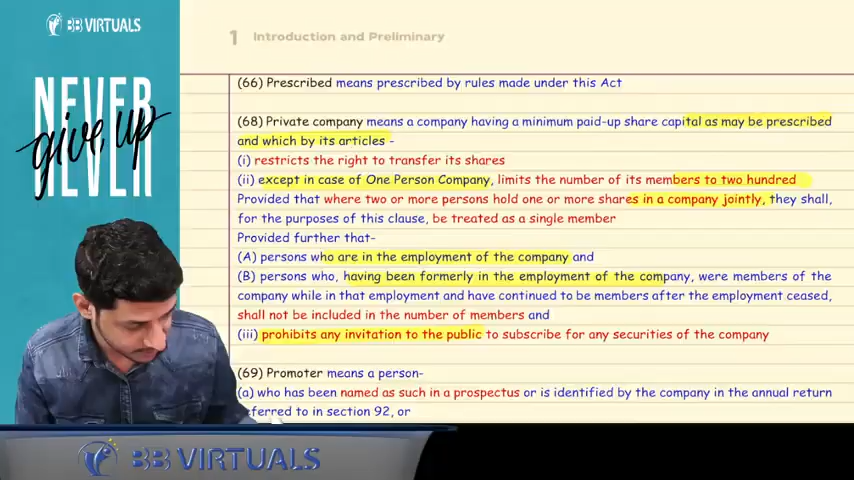 BB VIRTUALS
1 Introduction and Preliminary
NEVER
give up
NEVER
(66) Prescribed means prescribed by rules made under this Act
(68) Private company means a company having a minimum paid-up share capital as may be prescribed
and which by its articles -
(i) restricts the right to transfer its shares
(ii) except in case of One Person Company, limits the number of its members to two hundred
Provided that where two or more persons hold one or more shares in a company jointly, they shall,
for the purposes of this clause, be treated as a single member
Provided further that-
(A) persons who are in the employment of the company and
(B) persons who, having been formerly in the employment of the company, were members of the
company while in that employment and have continued to be members after the employment ceased,
shall not be included in the number of members and
(iii) prohibits any invitation to the public to subscribe for any securities of the company
(69) Promoter means a person-
(a) who has been named as such in a prospectus or is identified by the company in the annual return
eferred to in section 92, or
BB VIRTUALS